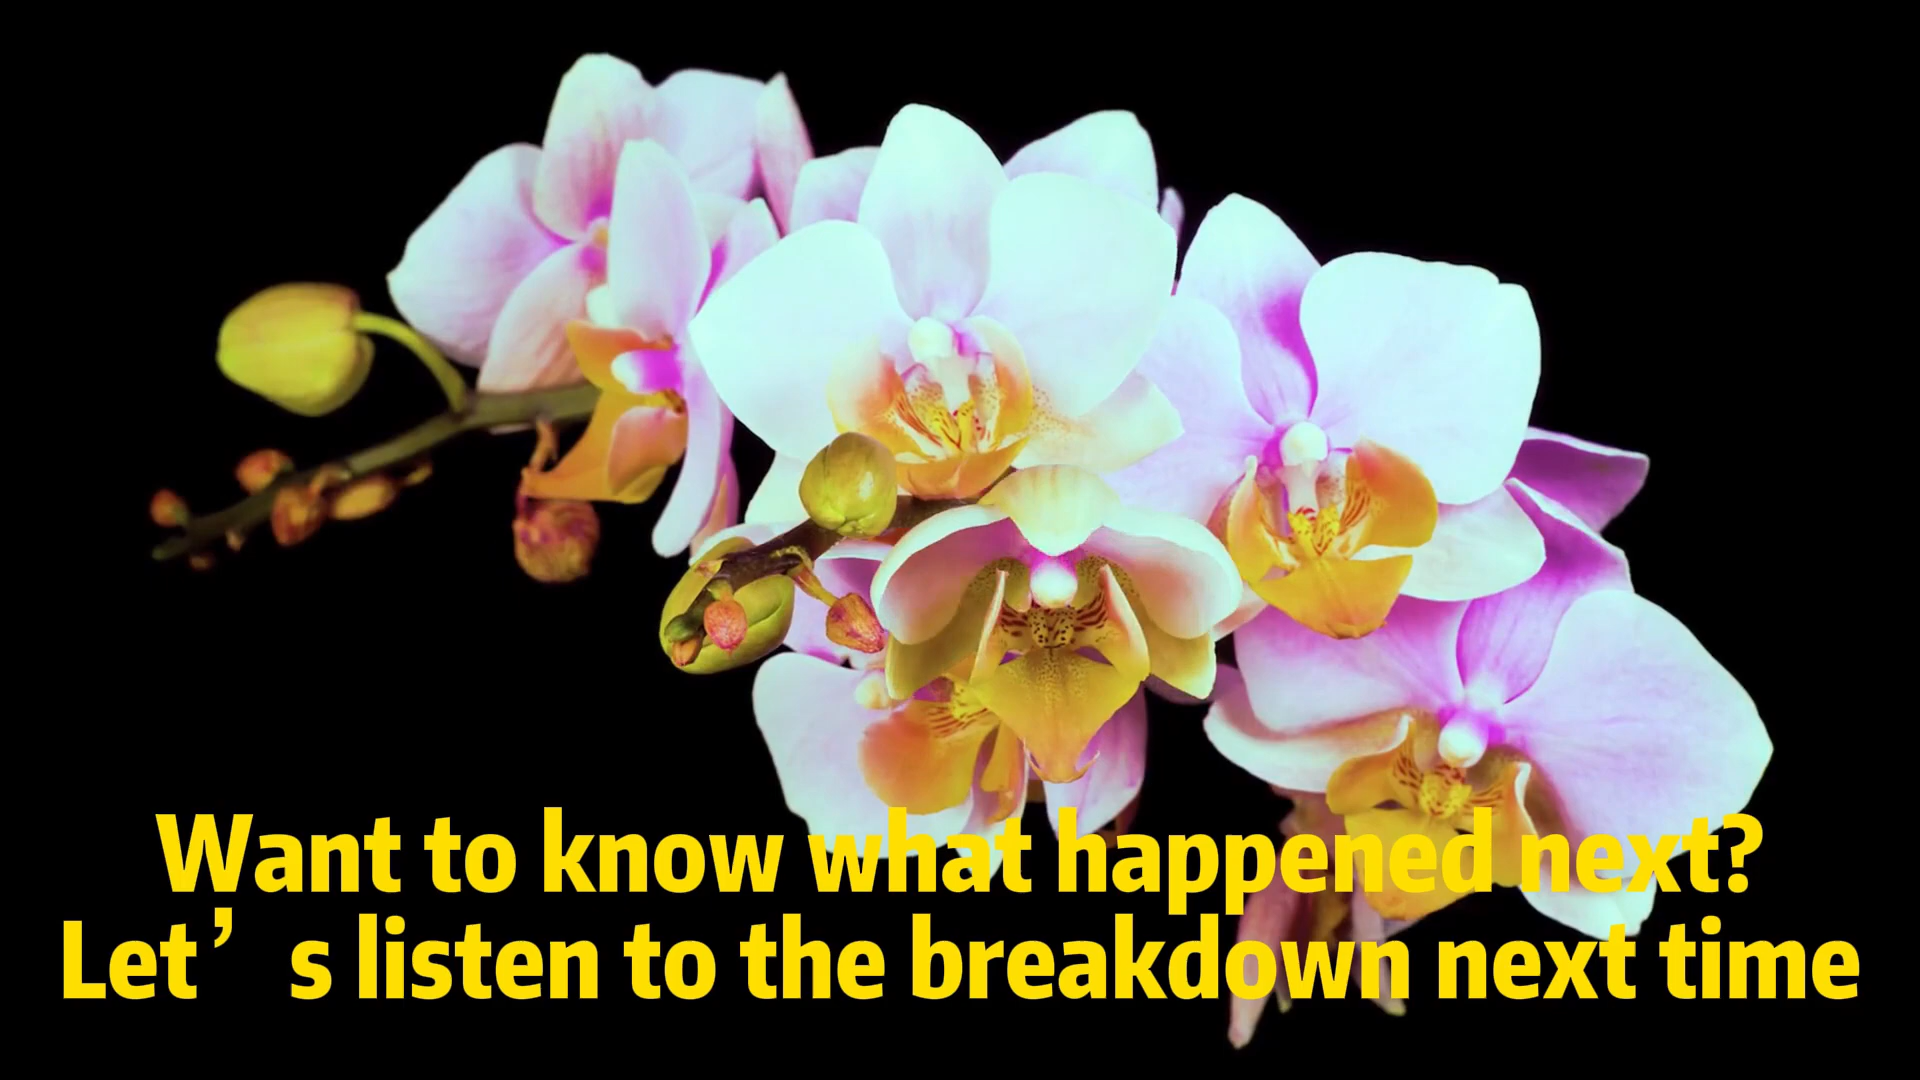 Want to know what happened next?
Let’s listen to the breakdown next time